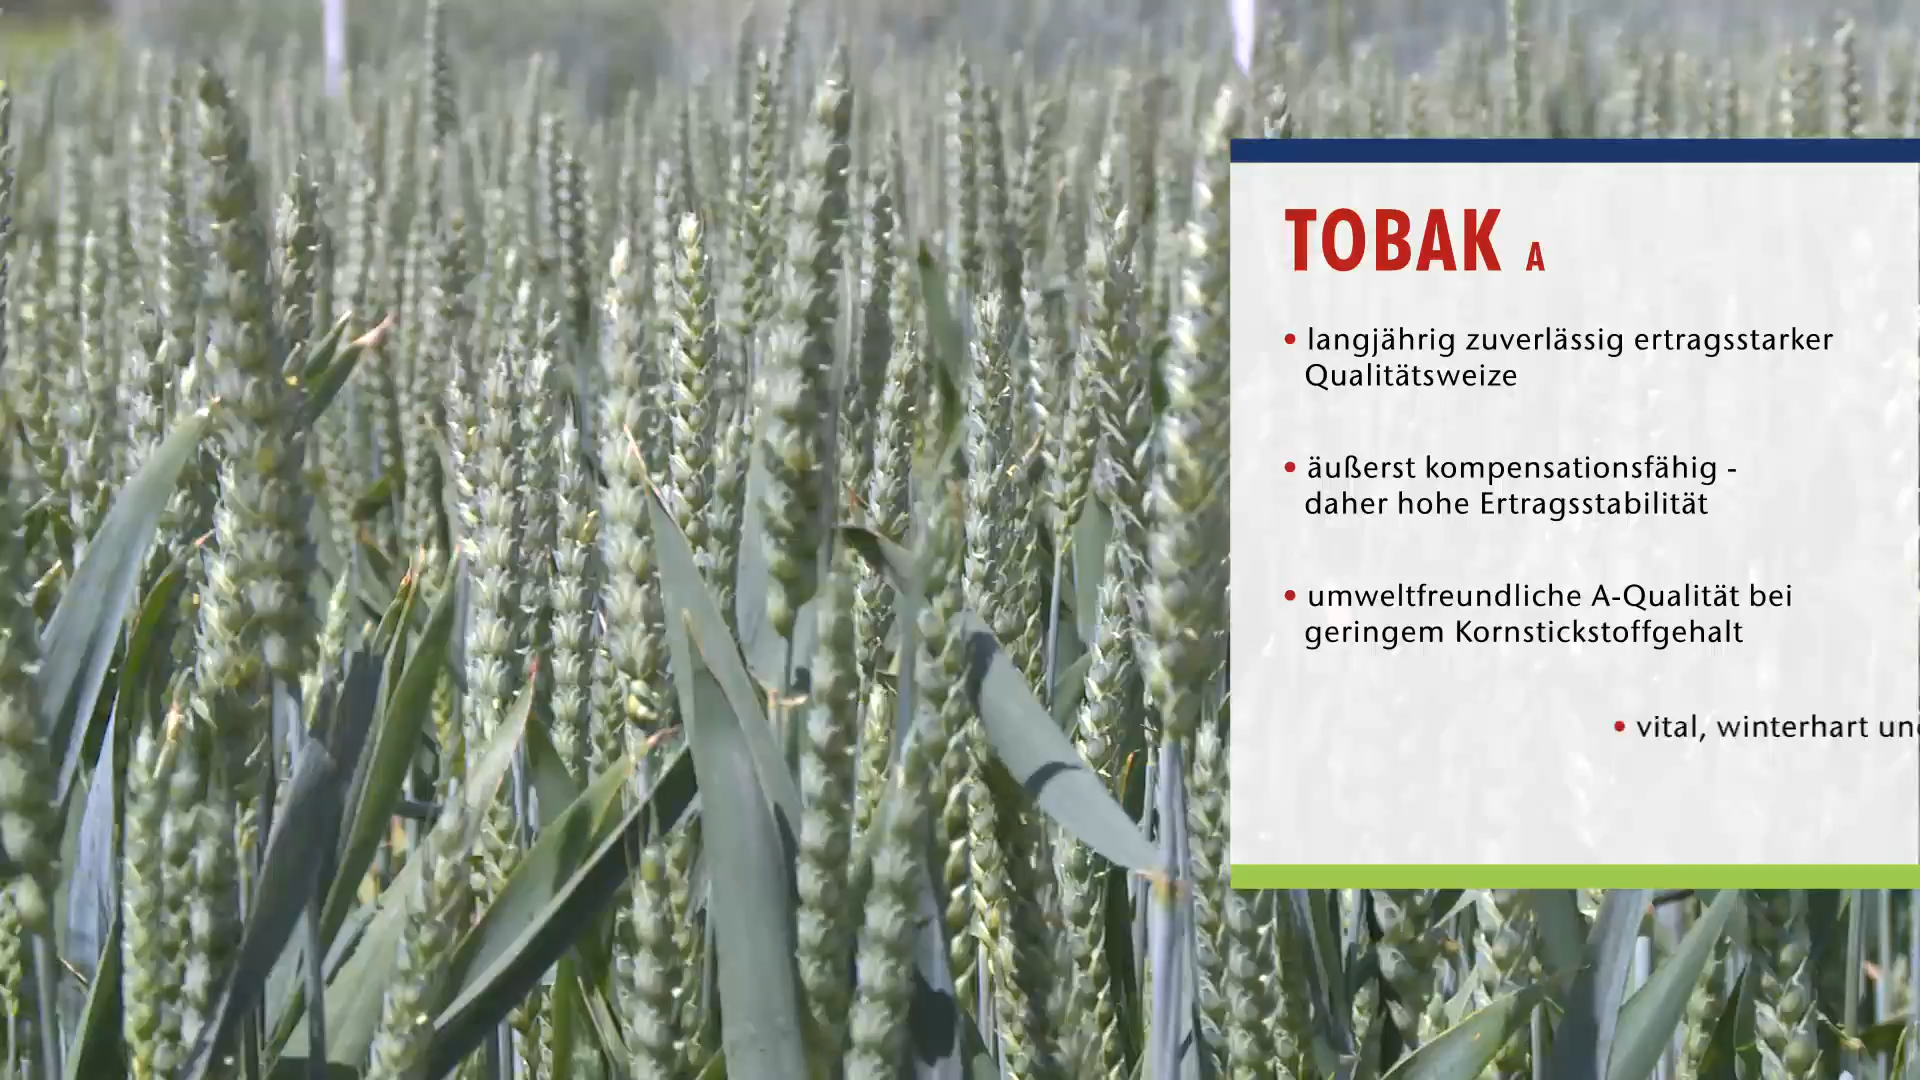 TOBAK A
• langjährig zuverlässig ertragsstarker
Qualitätsweize
• äußerst kompensationsfähig -
daher hohe Ertragsstabilität
• umweltfreundliche A-Qualität bei
geringem Kornstickstoffgehalt
• vital, winterhart